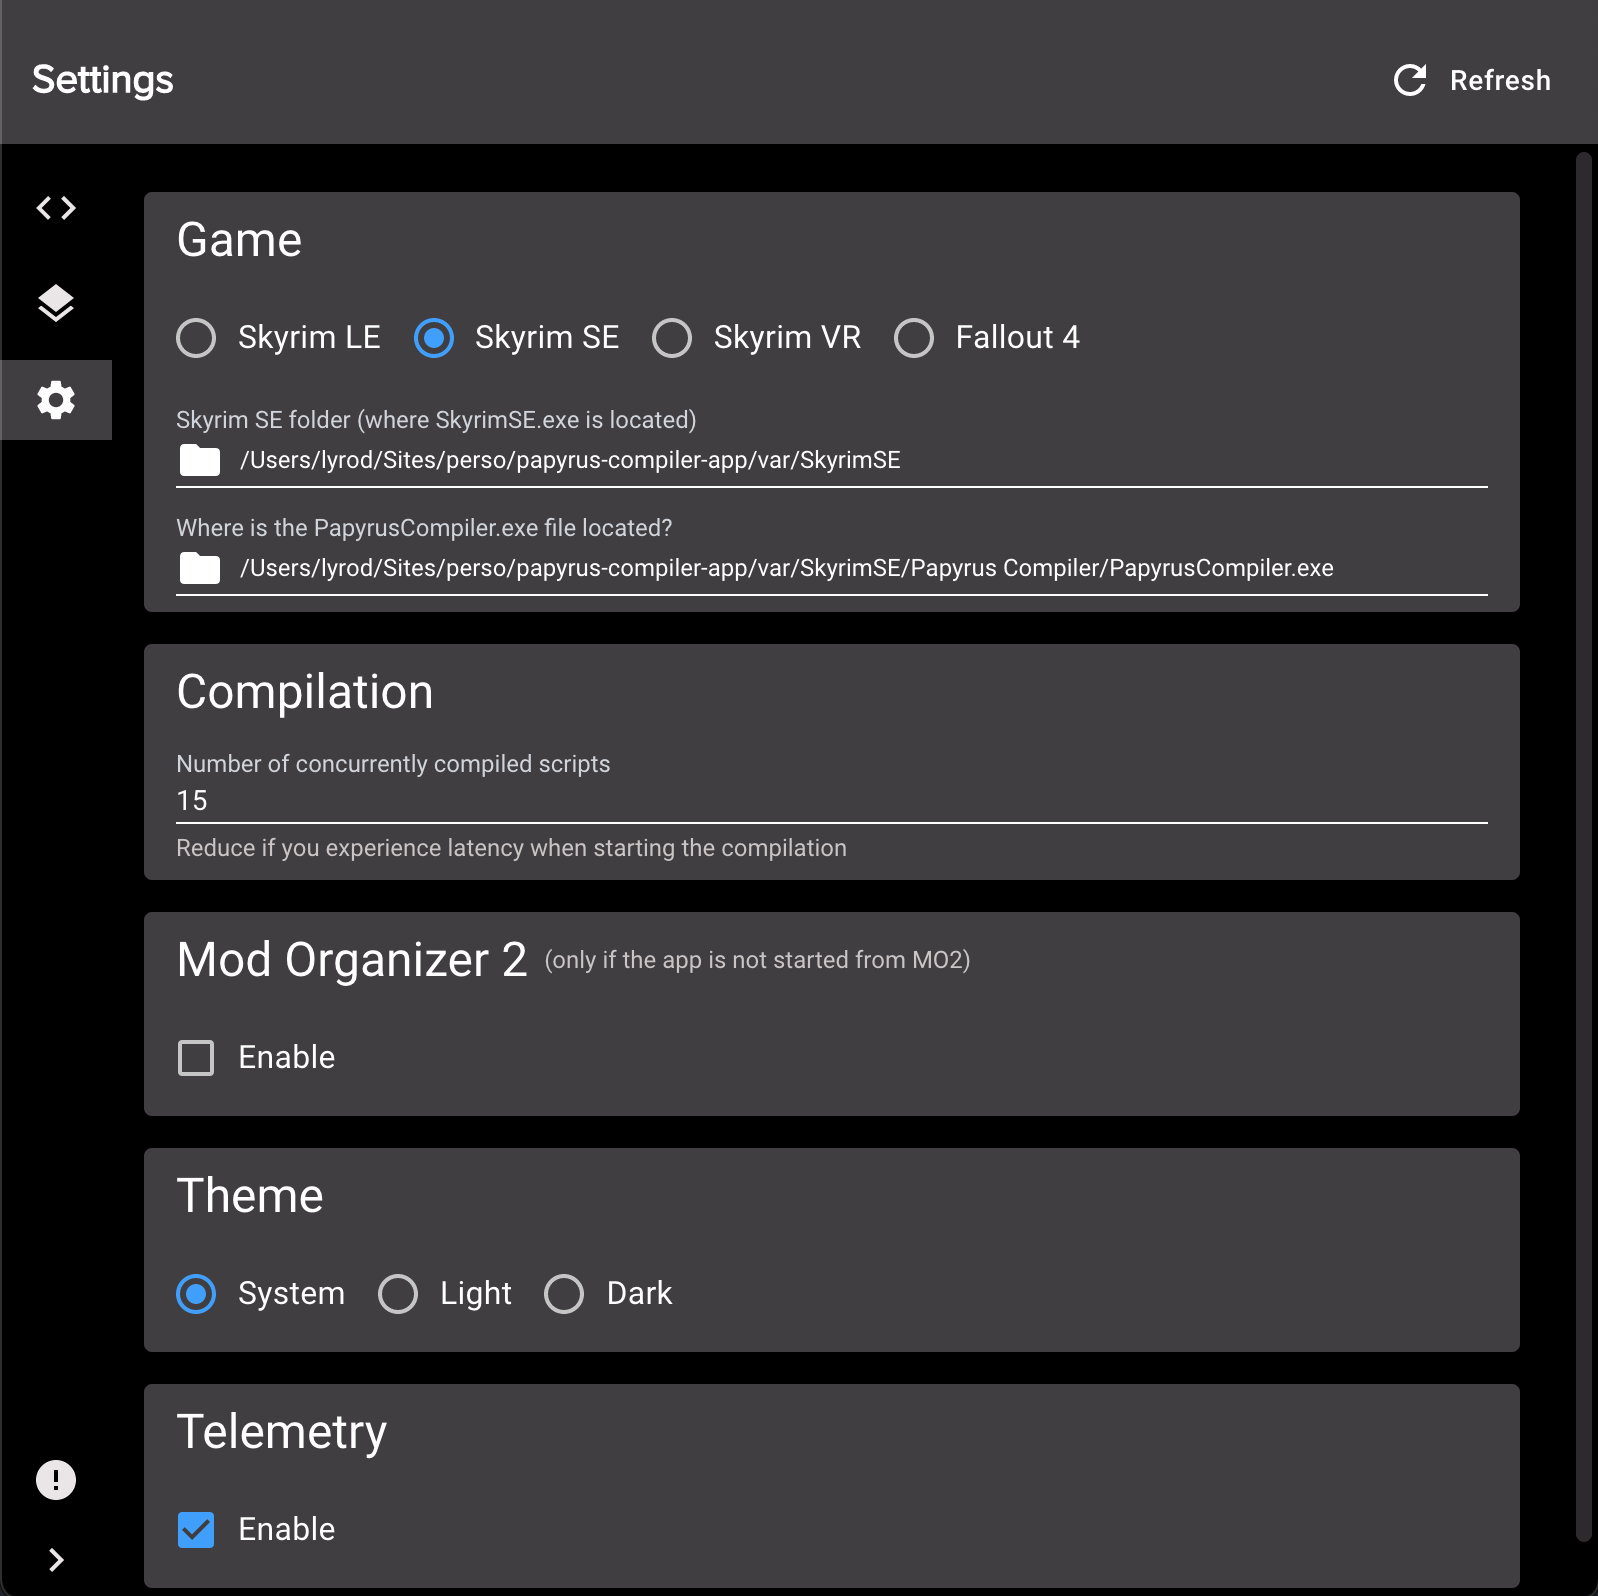 Settings
Refresh
Game
Skyrim LE Skyrim SE Skyrim VR Fallout 4
Skyrim SE folder (where SkyrimSE.exe is located)
/Users/lyrod/Sites/perso/papyrus-compiler-app/var/SkyrimSE
Where is the PapyrusCompiler.exe file located?
/Users/lyrod/Sites/perso/papyrus-compiler-app/var/SkyrimSE/Papyrus Compiler/PapyrusCompiler.exe
Compilation
Number of concurrently compiled scripts
15
Reduce if you experience latency when starting the compilation
Mod Organizer 2 (only if the app is not started from MO2)
Enable
Theme
System Light Dark
Telemetry
Enable